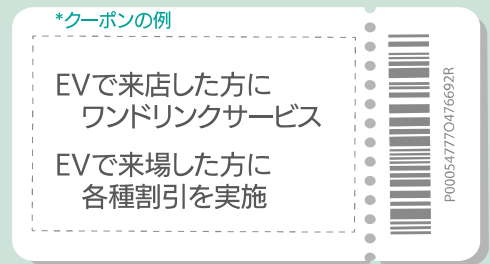 *クーポンの例
EVで来店した方に
ワンドリンクサービス
EVで来場した方に
各種割引を実施
P000547770476692R